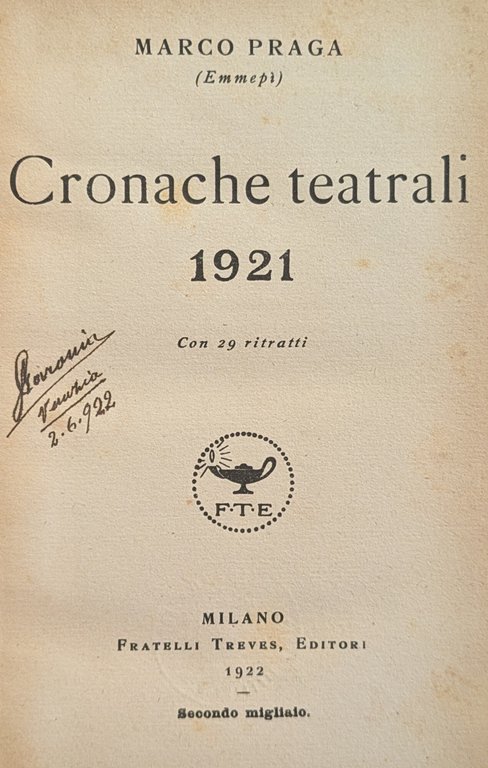 MARCO PRAGA
(Emmepì)
Cronache teatrali
1921
Con 29 ritratti
Venezia
2.6.922
F·T·E
MILANO
FRATELLI TREVES, EDITORI
1922
Secondo migliaio.